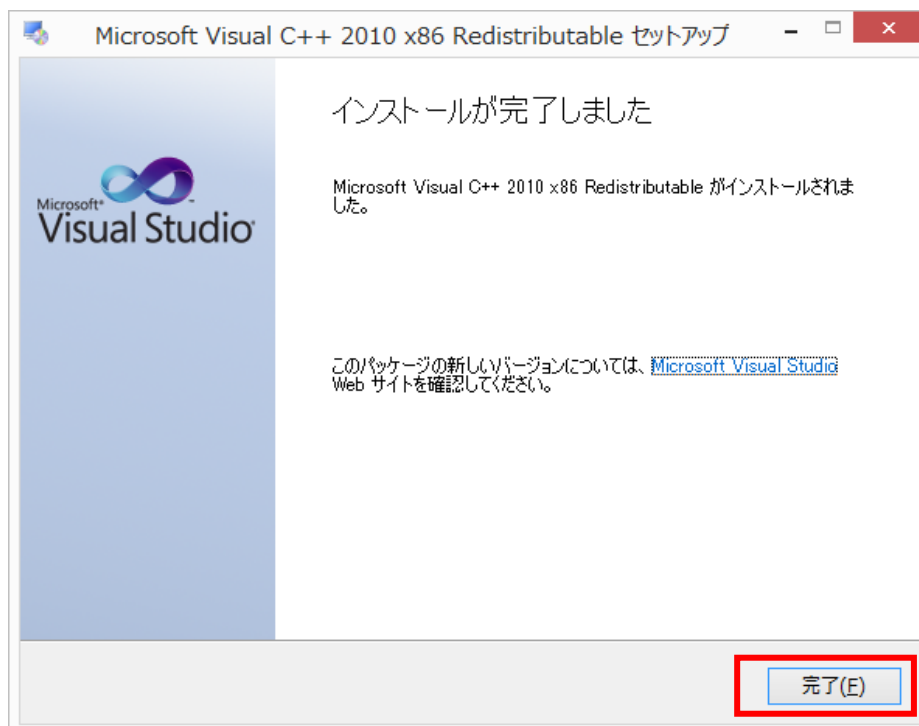 Microsoft Visual C++ 2010 x86 Redistributable セットアップ
インストールが完了しました
Microsoft Visual C++ 2010 x86 Redistributable がインストールされま
した。
Microsoft®
Visual Studio®
このパッケージの新しいバージョンについては、Microsoft Visual Studio
Web サイトを確認してください。
完了(F)